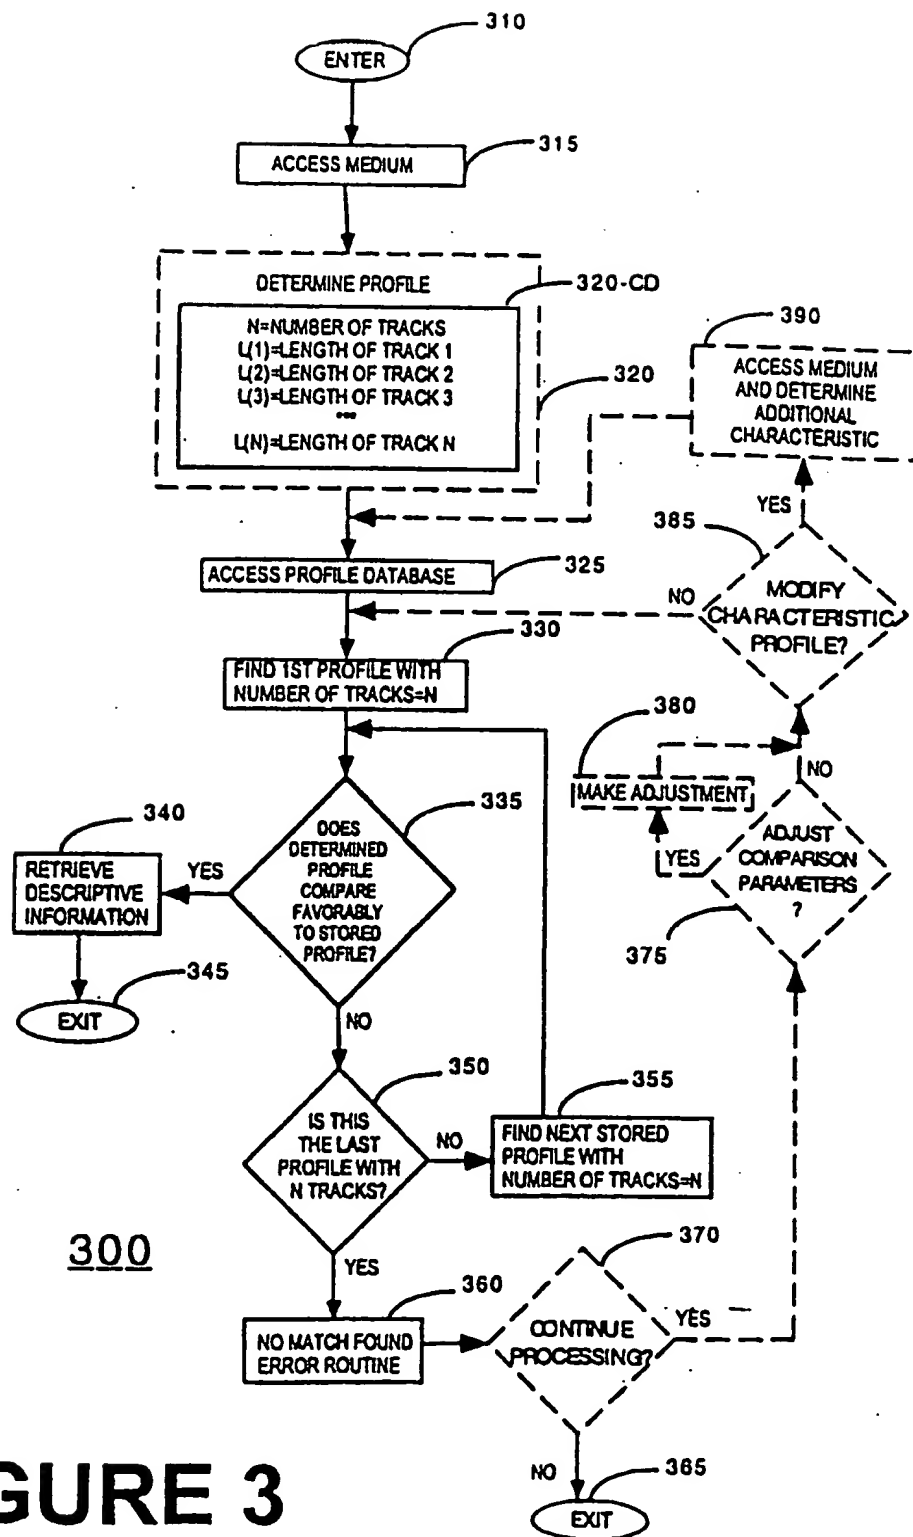 310
ENTER
315
ACCESS MEDIUM
DETERMINE PROFILE
320-CD
N=NUMBER OF TRACKS
L(1)=LENGTH OF TRACK 1
L(2)=LENGTH OF TRACK 2
L(3)=LENGTH OF TRACK 3
•••
L(N)=LENGTH OF TRACK N
320
390
ACCESS MEDIUM
AND DETERMINE
ADDITIONAL
CHARACTERISTIC
YES
385
MODIFY
CHARACTERISTIC
PROFILE?
NO
ACCESS PROFILE DATABASE
325
330
FIND 1ST PROFILE WITH
NUMBER OF TRACKS=N
380
MAKE ADJUSTMENT
NO
YES
ADJUST
COMPARISON
PARAMETERS
?
375
335
DOES
DETERMINED
PROFILE
COMPARE
FAVORABLY
TO STORED
PROFILE?
340
YES
RETRIEVE
DESCRIPTIVE
INFORMATION
345
EXIT
NO
350
IS THIS
THE LAST
PROFILE WITH
N TRACKS?
NO
355
FIND NEXT STORED
PROFILE WITH
NUMBER OF TRACKS=N
300
YES
360
NO MATCH FOUND
ERROR ROUTINE
370
CONTINUE
PROCESSING?
YES
NO
365
EXIT
GURE 3